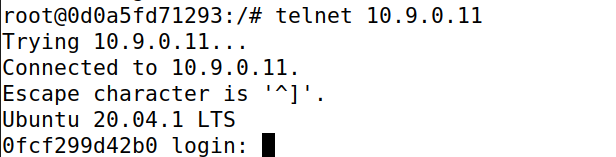 root@0d0a5fd71293:/# telnet 10.9.0.11
Trying 10.9.0.11...
Connected to 10.9.0.11.
Escape character is '^]'.
Ubuntu 20.04.1 LTS
0fcf299d42b0 login: